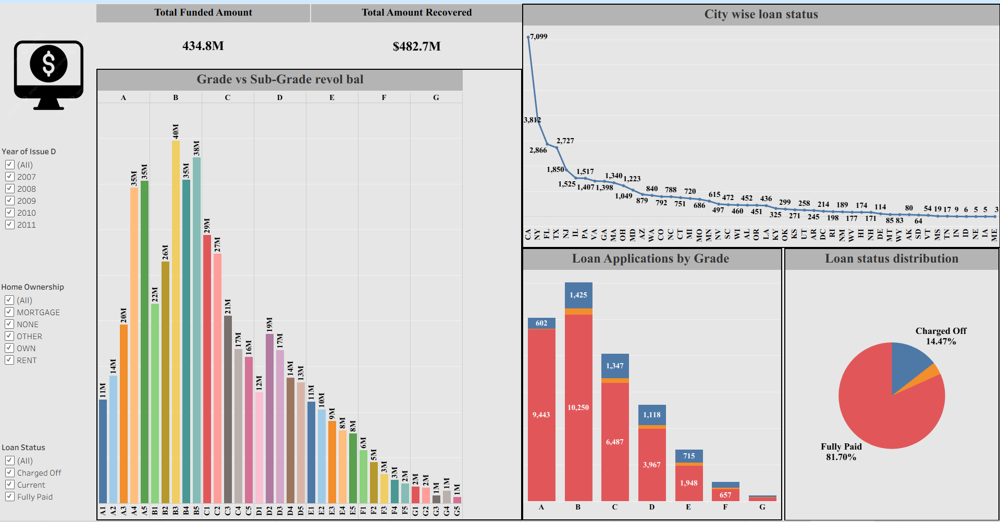 Total Funded Amount
434.8M
Total Amount Recovered
$482.7M
Year of Issue D
(All)
2007
2008
2009
2010
2011
Home Ownership
(All)
MORTGAGE
NONE
OTHER
OWN
RENT
Loan Status
(All)
Charged Off
Current
Fully Paid
Grade vs Sub-Grade revol bal
A B C D E F G
11M 14M 20M 35M 35M 22M 26M 40M 35M 38M 29M 27M 21M 17M 16M 12M 19M 17M 14M 13M 11M 10M 9M 8M 8M 6M 5M 3M 3M 2M 2M 2M 1M 1M 1M
A1 A2 A3 A4 A5 B1 B2 B3 B4 B5 C1 C2 C3 C4 C5 D1 D2 D3 D4 D5 E1 E2 E3 E4 E5 F1 F2 F3 F4 F5 G1 G2 G3 G4 G5
City wise loan status
7,099 3,812 2,866 2,727 1,850 1,525 1,517 1,407 1,398 1,340 1,223 1,049 879 840 792 788 751 720 686 615 497 472 460 452 451 436 325 299 271 258 245 214 198 189 177 174 171 114 85 83 80 64 54 19 17 9 6 5 5 3
CA NY FL TX NJ IL PA VA GA MA OH MD AZ WA CO NC CT MI MO MN NV SC WI AL OR LA KY OK KS UT AR DC RI NM WV HI NH DE MT WY AK SD VT MS TN IN ID NE IA ME
Loan Applications by Grade
602
9,443
1,425
10,250
1,347
6,487
1,118
3,967
715
1,948
657
A B C D E F G
Loan status distribution
Charged Off
14.47%
Fully Paid
81.70%